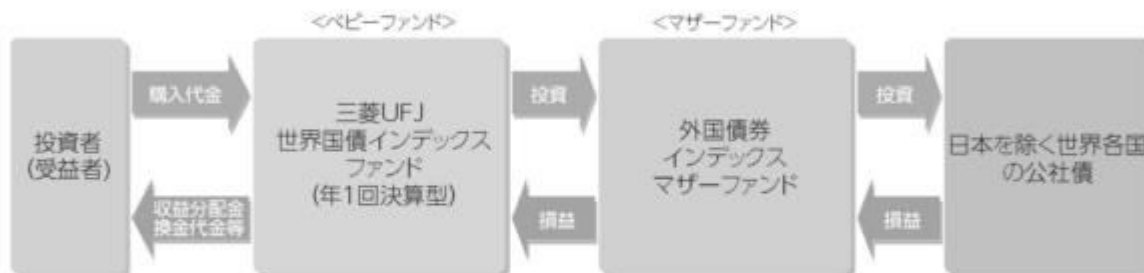 <ベビーファンド>
<マザーファンド>
投資者
(受益者)
購入代金
収益分配金
換金代金等
三菱UFJ
世界国債インデックス
ファンド
(年1回決算型)
投資
損益
外国債券
インデックス
マザーファンド
投資
損益
日本を除く世界各国
の公社債